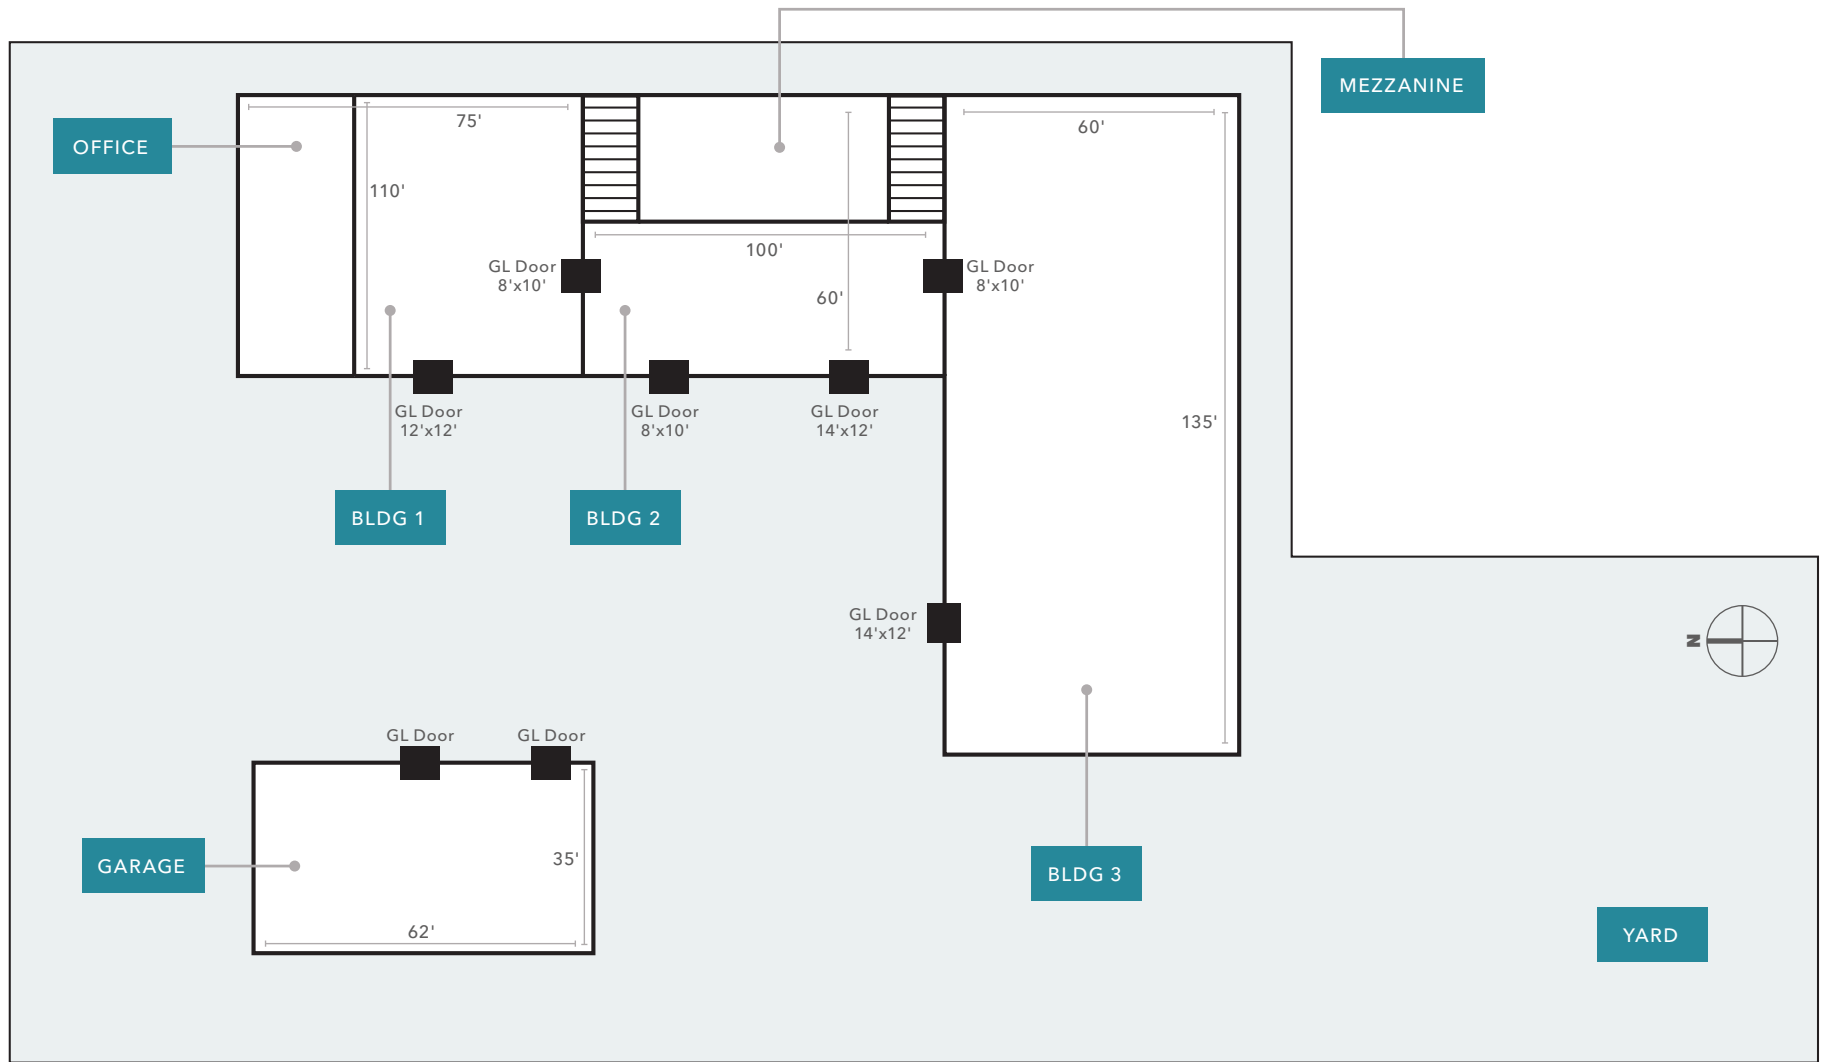 MEZZANINE
OFFICE
75'
60'
110'
100'
GL Door
8'x10'
GL Door
8'x10'
60'
GL Door
12'x12'
GL Door
8'x10'
GL Door
14'x12'
135'
BLDG 1
BLDG 2
GL Door
14'x12'
N
GL Door
GL Door
GARAGE
35'
BLDG 3
62'
YARD